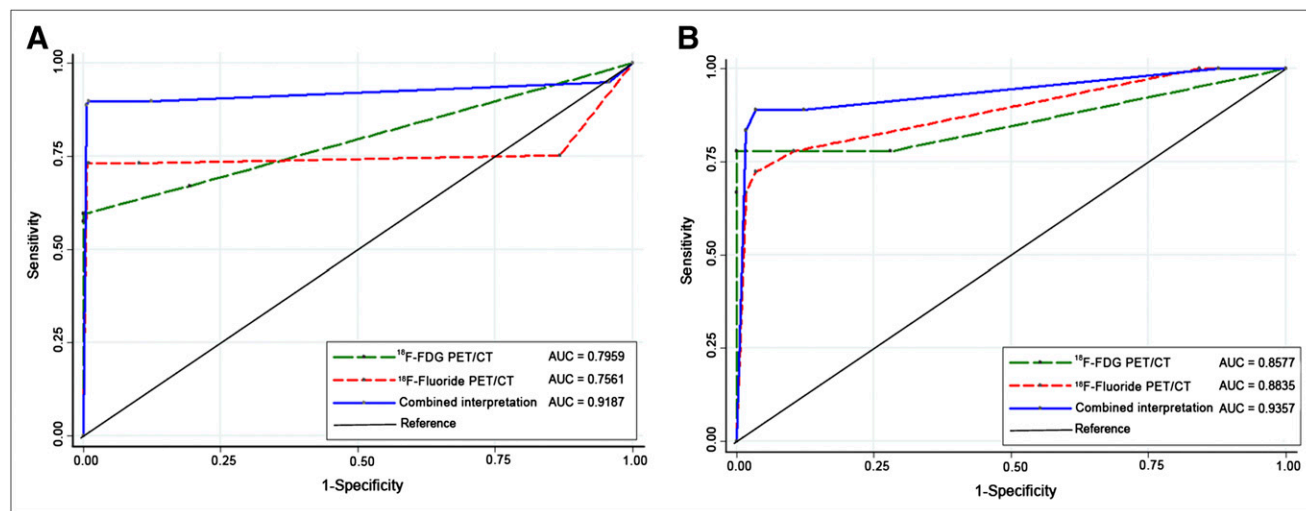 A
Sensitivity
1.00
0.75
0.50
0.25
0.00
0.00 0.25 0.50 0.75 1.00
1-Specificity
¹⁸F-FDG PET/CT AUC = 0.7959
¹⁸F-Fluoride PET/CT AUC = 0.7561
Combined interpretation AUC = 0.9187
Reference
B
Sensitivity
1.00
0.75
0.50
0.25
0.00
0.00 0.25 0.50 0.75 1.00
1-Specificity
¹⁸F-FDG PET/CT AUC = 0.8577
¹⁸F-Fluoride PET/CT AUC = 0.8835
Combined interpretation AUC = 0.9357
Reference